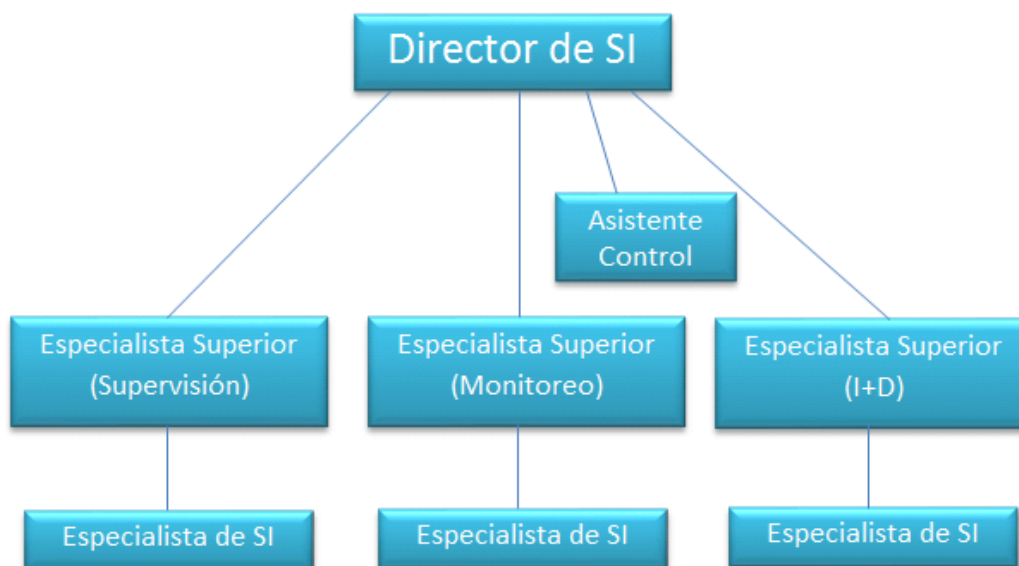 Director de SI
Asistente
Control
Especialista Superior
(Supervisión)
Especialista Superior
(Monitoreo)
Especialista Superior
(I+D)
Especialista de SI
Especialista de SI
Especialista de SI